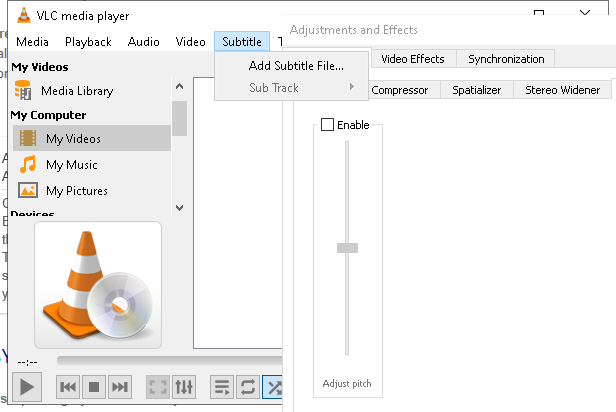 VLC media player
Media Playback Audio Video Subtitle
Adjustments and Effects
Add Subtitle File...
Sub Track
Video Effects Synchronization
Compressor Spatializer Stereo Widener
My Videos
Media Library
My Computer
My Videos
My Music
My Pictures
Devices
Enable
Adjust pitch
--:--